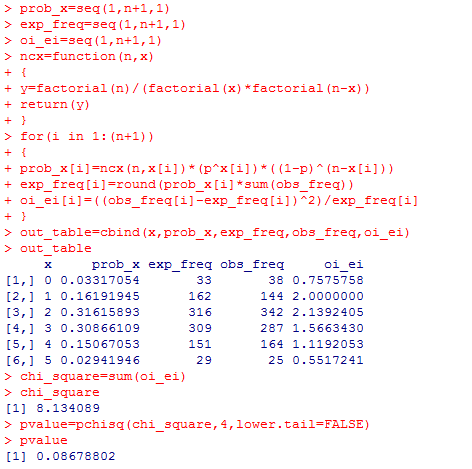 > prob_x=seq(1,n+1,1)
> exp_freq=seq(1,n+1,1)
> oi_ei=seq(1,n+1,1)
> ncx=function(n,x)
+ {
+ y=factorial(n)/(factorial(x)*factorial(n-x))
+ return(y)
+ }
> for(i in 1:(n+1))
+ {
+ prob_x[i]=ncx(n,x[i])*(p^x[i])*((1-p)^(n-x[i]))
+ exp_freq[i]=round(prob_x[i]*sum(obs_freq))
+ oi_ei[i]=((obs_freq[i]-exp_freq[i])^2)/exp_freq[i]
+ }
> out_table=cbind(x,prob_x,exp_freq,obs_freq,oi_ei)
> out_table
x prob_x exp_freq obs_freq oi_ei
[1,] 0 0.03317054 33 38 0.7575758
[2,] 1 0.16191945 162 144 2.0000000
[3,] 2 0.31615893 316 342 2.1392405
[4,] 3 0.30866109 309 287 1.5663430
[5,] 4 0.15067053 151 164 1.1192053
[6,] 5 0.02941946 29 25 0.5517241
> chi_square=sum(oi_ei)
> chi_square
[1] 8.134089
> pvalue=pchisq(chi_square,4,lower.tail=FALSE)
> pvalue
[1] 0.08678802